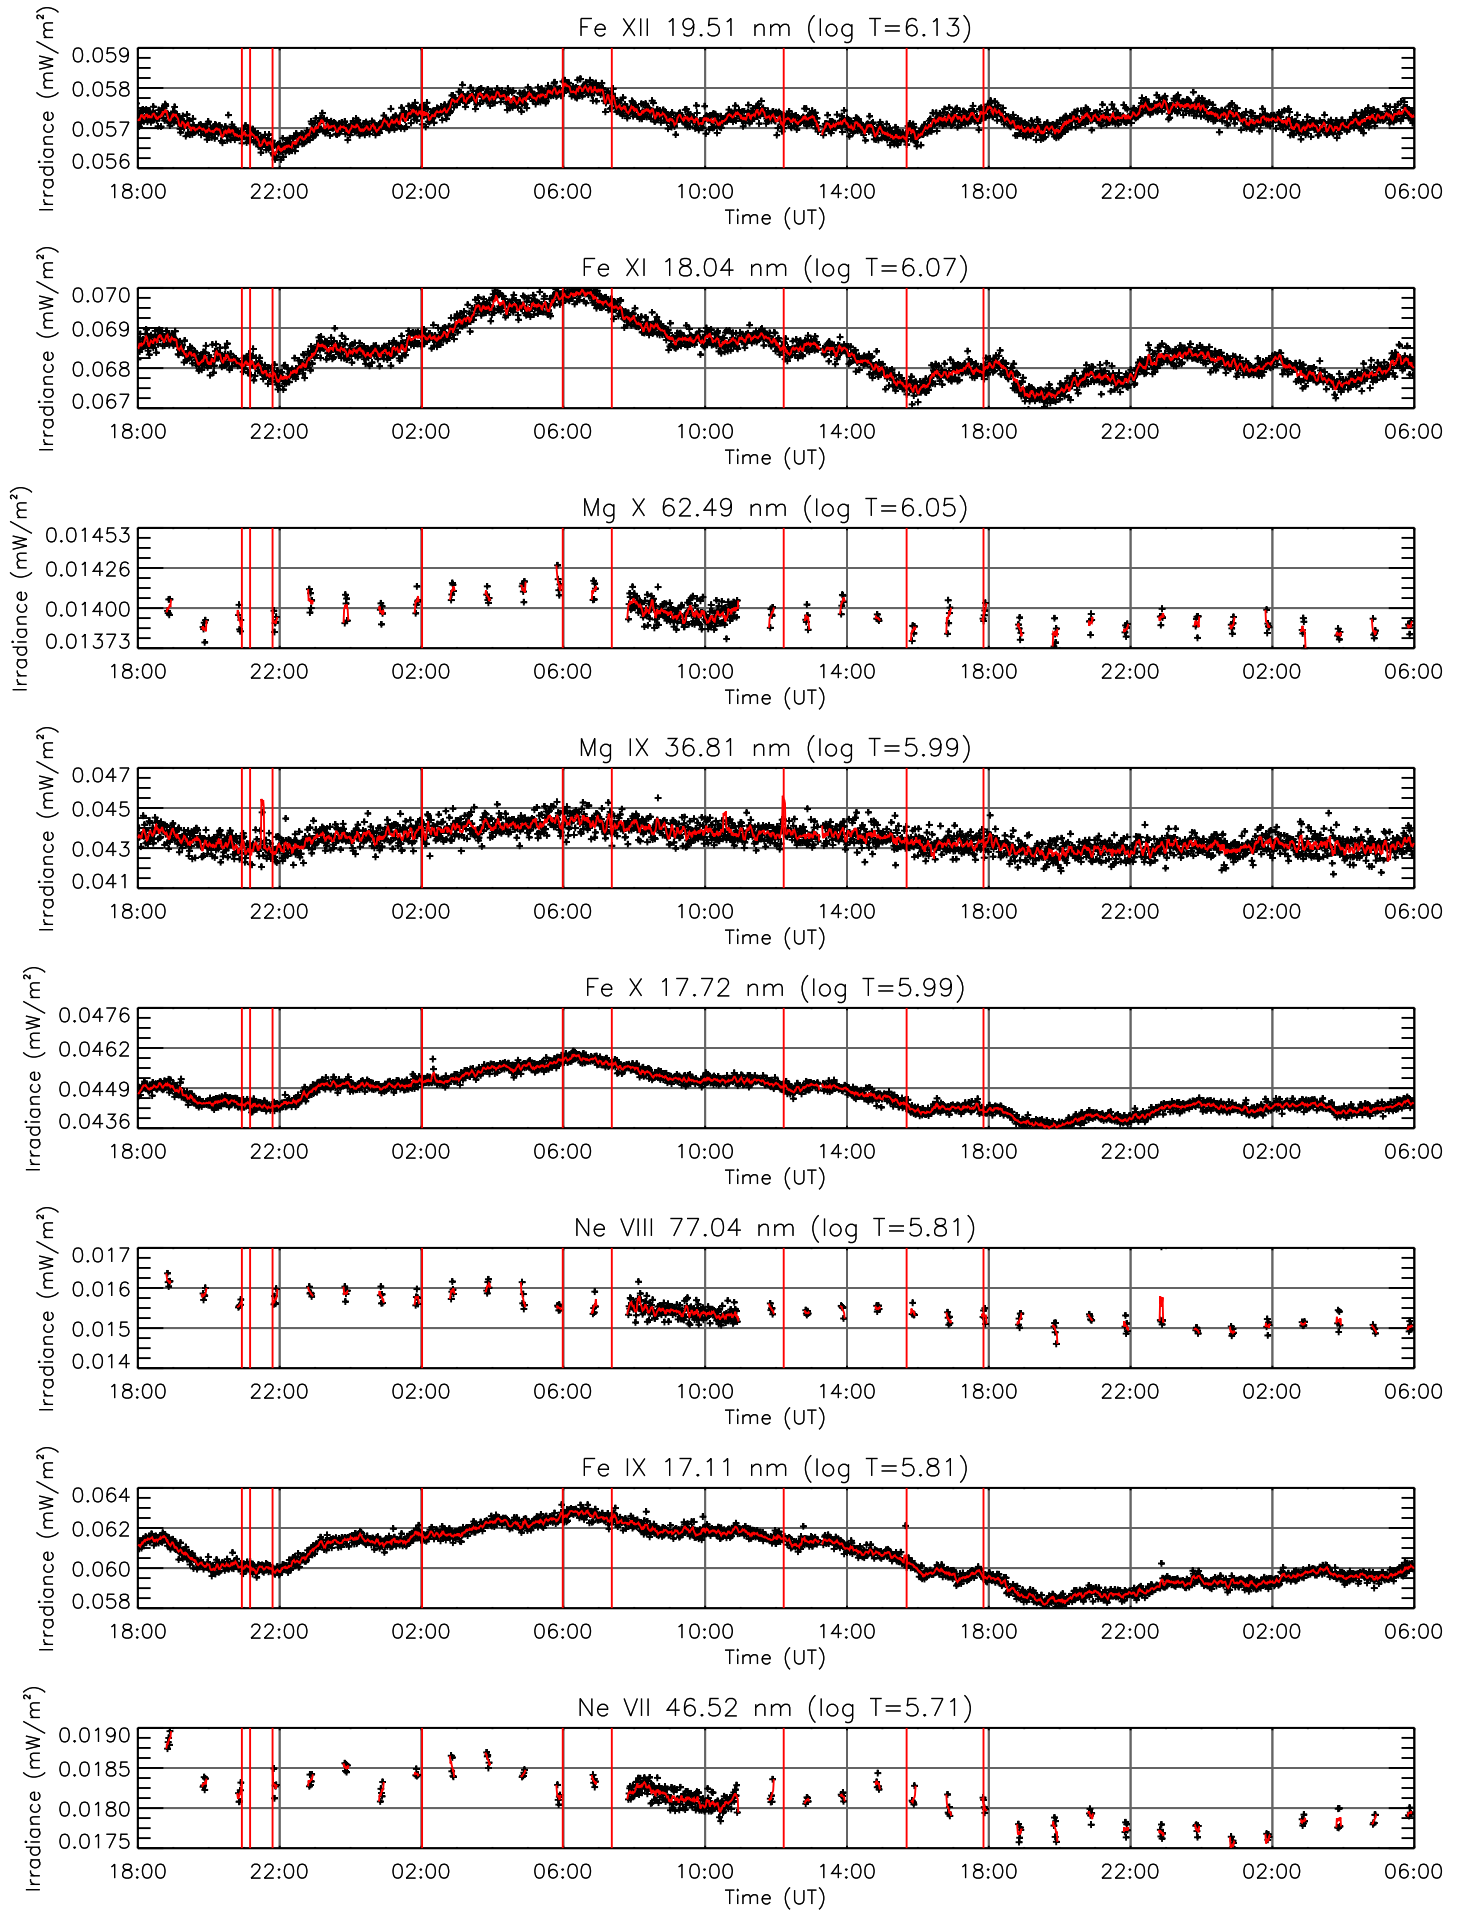 Fe XII 19.51 nm (log T=6.13)
Irradiance (mW/m²)
0.059
0.058
0.057
0.056
18:00 22:00 02:00 06:00 10:00 14:00 18:00 22:00 02:00 06:00
Time (UT)
Fe XI 18.04 nm (log T=6.07)
Irradiance (mW/m²)
0.070
0.069
0.068
0.067
18:00 22:00 02:00 06:00 10:00 14:00 18:00 22:00 02:00 06:00
Time (UT)
Mg X 62.49 nm (log T=6.05)
Irradiance (mW/m²)
0.01453
0.01426
0.01400
0.01373
18:00 22:00 02:00 06:00 10:00 14:00 18:00 22:00 02:00 06:00
Time (UT)
Mg IX 36.81 nm (log T=5.99)
Irradiance (mW/m²)
0.047
0.045
0.043
0.041
18:00 22:00 02:00 06:00 10:00 14:00 18:00 22:00 02:00 06:00
Time (UT)
Fe X 17.72 nm (log T=5.99)
Irradiance (mW/m²)
0.0476
0.0462
0.0449
0.0436
18:00 22:00 02:00 06:00 10:00 14:00 18:00 22:00 02:00 06:00
Time (UT)
Ne VIII 77.04 nm (log T=5.81)
Irradiance (mW/m²)
0.017
0.016
0.015
0.014
18:00 22:00 02:00 06:00 10:00 14:00 18:00 22:00 02:00 06:00
Time (UT)
Fe IX 17.11 nm (log T=5.81)
Irradiance (mW/m²)
0.064
0.062
0.060
0.058
18:00 22:00 02:00 06:00 10:00 14:00 18:00 22:00 02:00 06:00
Time (UT)
Ne VII 46.52 nm (log T=5.71)
Irradiance (mW/m²)
0.0190
0.0185
0.0180
0.0175
18:00 22:00 02:00 06:00 10:00 14:00 18:00 22:00 02:00 06:00
Time (UT)